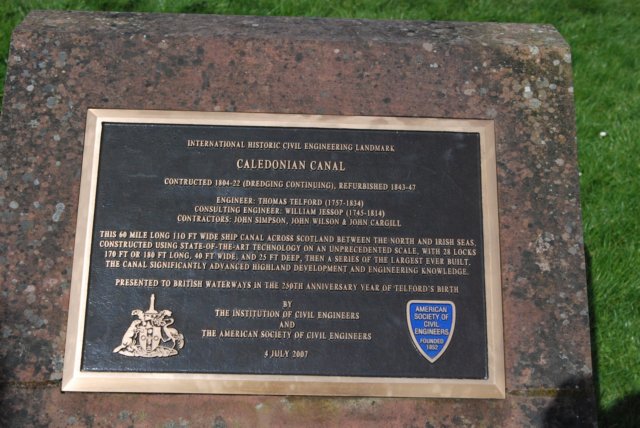 INTERNATIONAL HISTORIC CIVIL ENGINEERING LANDMARK
CALEDONIAN CANAL
CONTRUCTED 1804-22 (DREDGING CONTINUING), REFURBISHED 1843-47
ENGINEER: THOMAS TELFORD (1757-1834)
CONSULTING ENGINEER: WILLIAM JESSOP (1745-1814)
CONTRACTORS: JOHN SIMPSON, JOHN WILSON & JOHN CARGILL
THIS 60 MILE LONG 110 FT WIDE SHIP CANAL ACROSS SCOTLAND BETWEEN THE NORTH AND IRISH SEAS,
CONSTRUCTED USING STATE-OF-THE-ART TECHNOLOGY ON AN UNPRECEDENTED SCALE, WITH 28 LOCKS
170 FT OR 180 FT LONG, 40 FT WIDE, AND 25 FT DEEP, THEN A SERIES OF THE LARGEST EVER BUILT.
THE CANAL SIGNIFICANTLY ADVANCED HIGHLAND DEVELOPMENT AND ENGINEERING KNOWLEDGE.
PRESENTED TO BRITISH WATERWAYS IN THE 250TH ANNIVERSARY YEAR OF TELFORD'S BIRTH
BY
THE INSTITUTION OF CIVIL ENGINEERS
AND
THE AMERICAN SOCIETY OF CIVIL ENGINEERS
4 JULY 2007
AMERICAN
SOCIETY OF
CIVIL
ENGINEERS
FOUNDED
1852